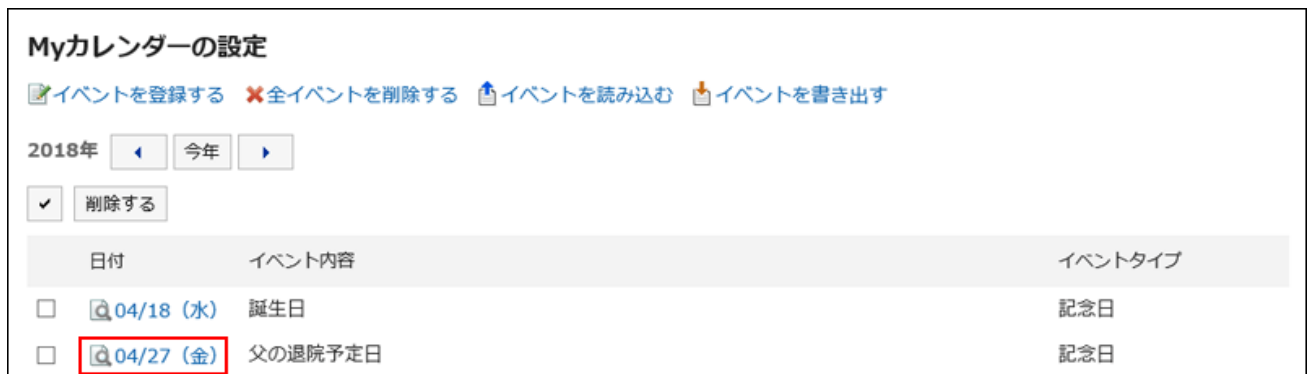 Myカレンダーの設定
イベントを登録する 全イベントを削除する イベントを読み込む イベントを書き出す
2018年 今年
削除する
日付 イベント内容 イベントタイプ
04/18（水） 誕生日 記念日
04/27（金） 父の退院予定日 記念日